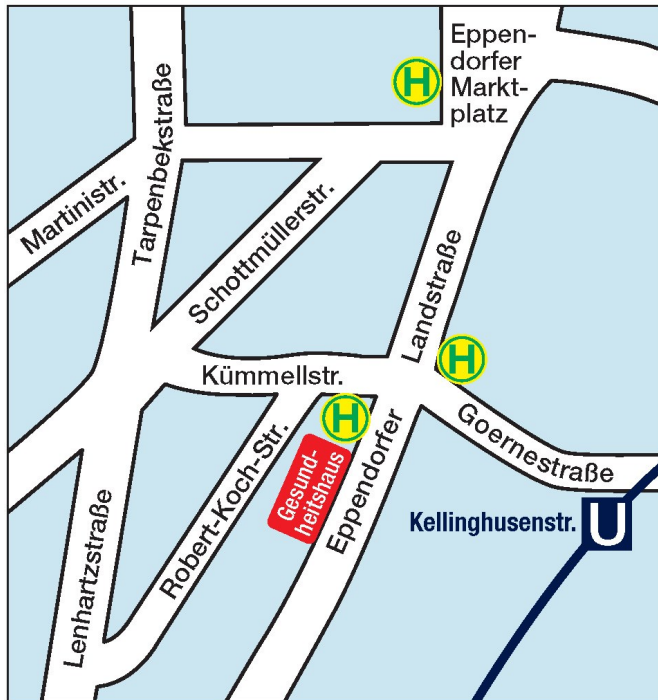 Eppen-
dorfer
Markt-
platz
H
Martinistr.
Tarpenbekstraße
Schottmüllerstr.
Landstraße
H
Kümmellstr.
H
Goernestraße
Gesund-
heitshaus
Eppendorfer
Robert-Koch-Str.
Kellinghusenstr.
U
Lenhartzstraße